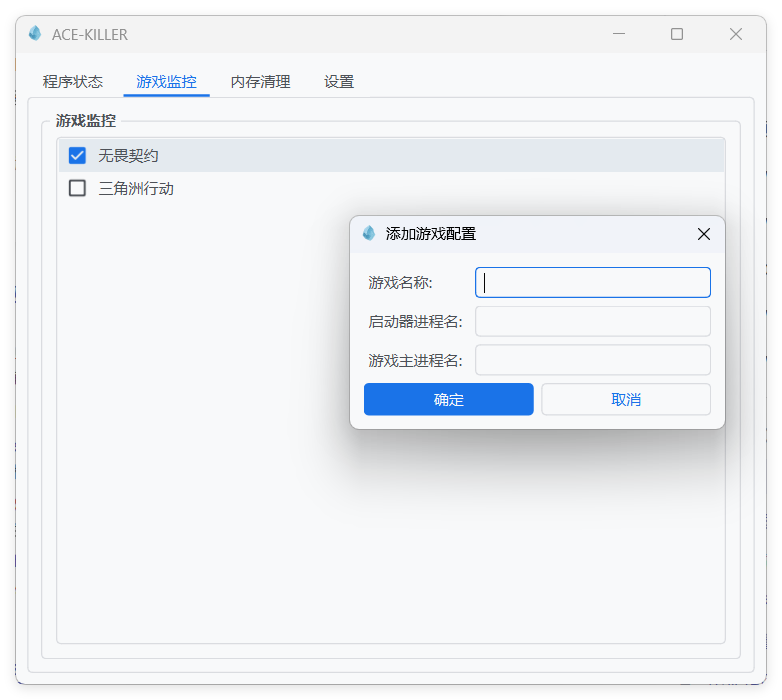 ACE-KILLER
程序状态 游戏监控 内存清理 设置
游戏监控
无畏契约
三角洲行动
添加游戏配置
游戏名称:
启动器进程名:
游戏主进程名:
确定 取消